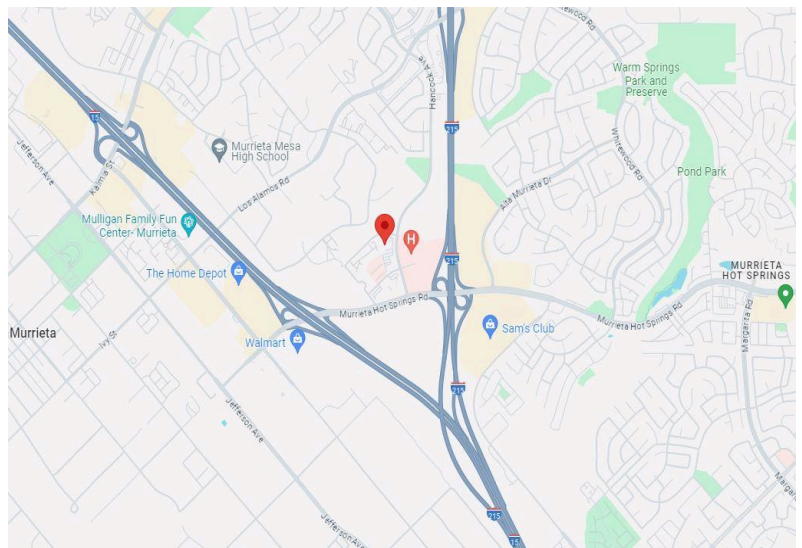 Whitewood Rd
Hancock Ave
Warm Springs
Park and
Preserve
15
215
Jefferson Ave
Kalmia St
Murrieta Mesa
High School
Whitewood Rd
Los Alamos Rd
Alta Murrieta Dr
Pond Park
Mulligan Family Fun
Center- Murrieta
H
215
The Home Depot
MURRIETA
HOT SPRINGS
Murrieta Hot Springs Rd
Murrieta Hot Springs Rd
Margarita Rd
Murrieta
Ivy St
Walmart
Sam's Club
215
Jefferson Ave
215
15
Jefferson Ave